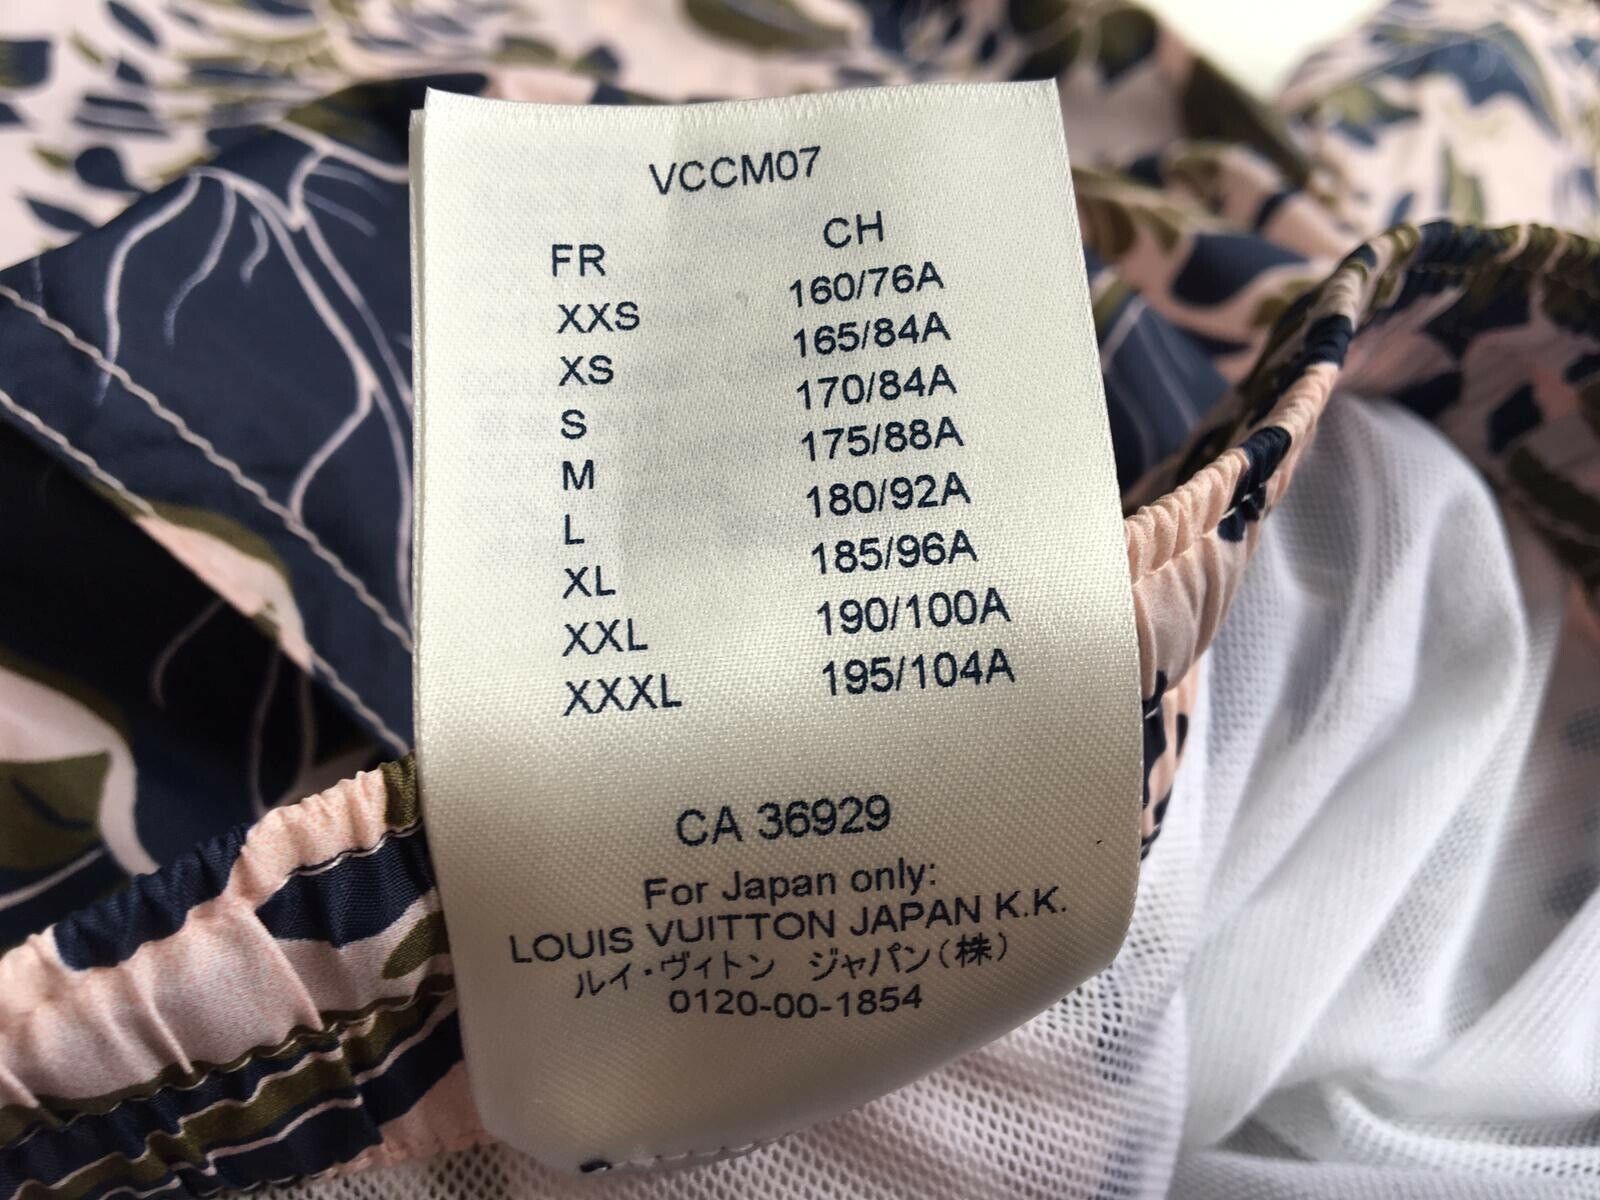 VCCM07
FR CH
XXS 160/76A
XS 165/84A
S 170/84A
M 175/88A
L 180/92A
XL 185/96A
XXL 190/100A
XXXL 195/104A
CA 36929
For Japan only:
LOUIS VUITTON JAPAN K.K.
ルイ・ヴィトン ジャパン(株)
0120-00-1854